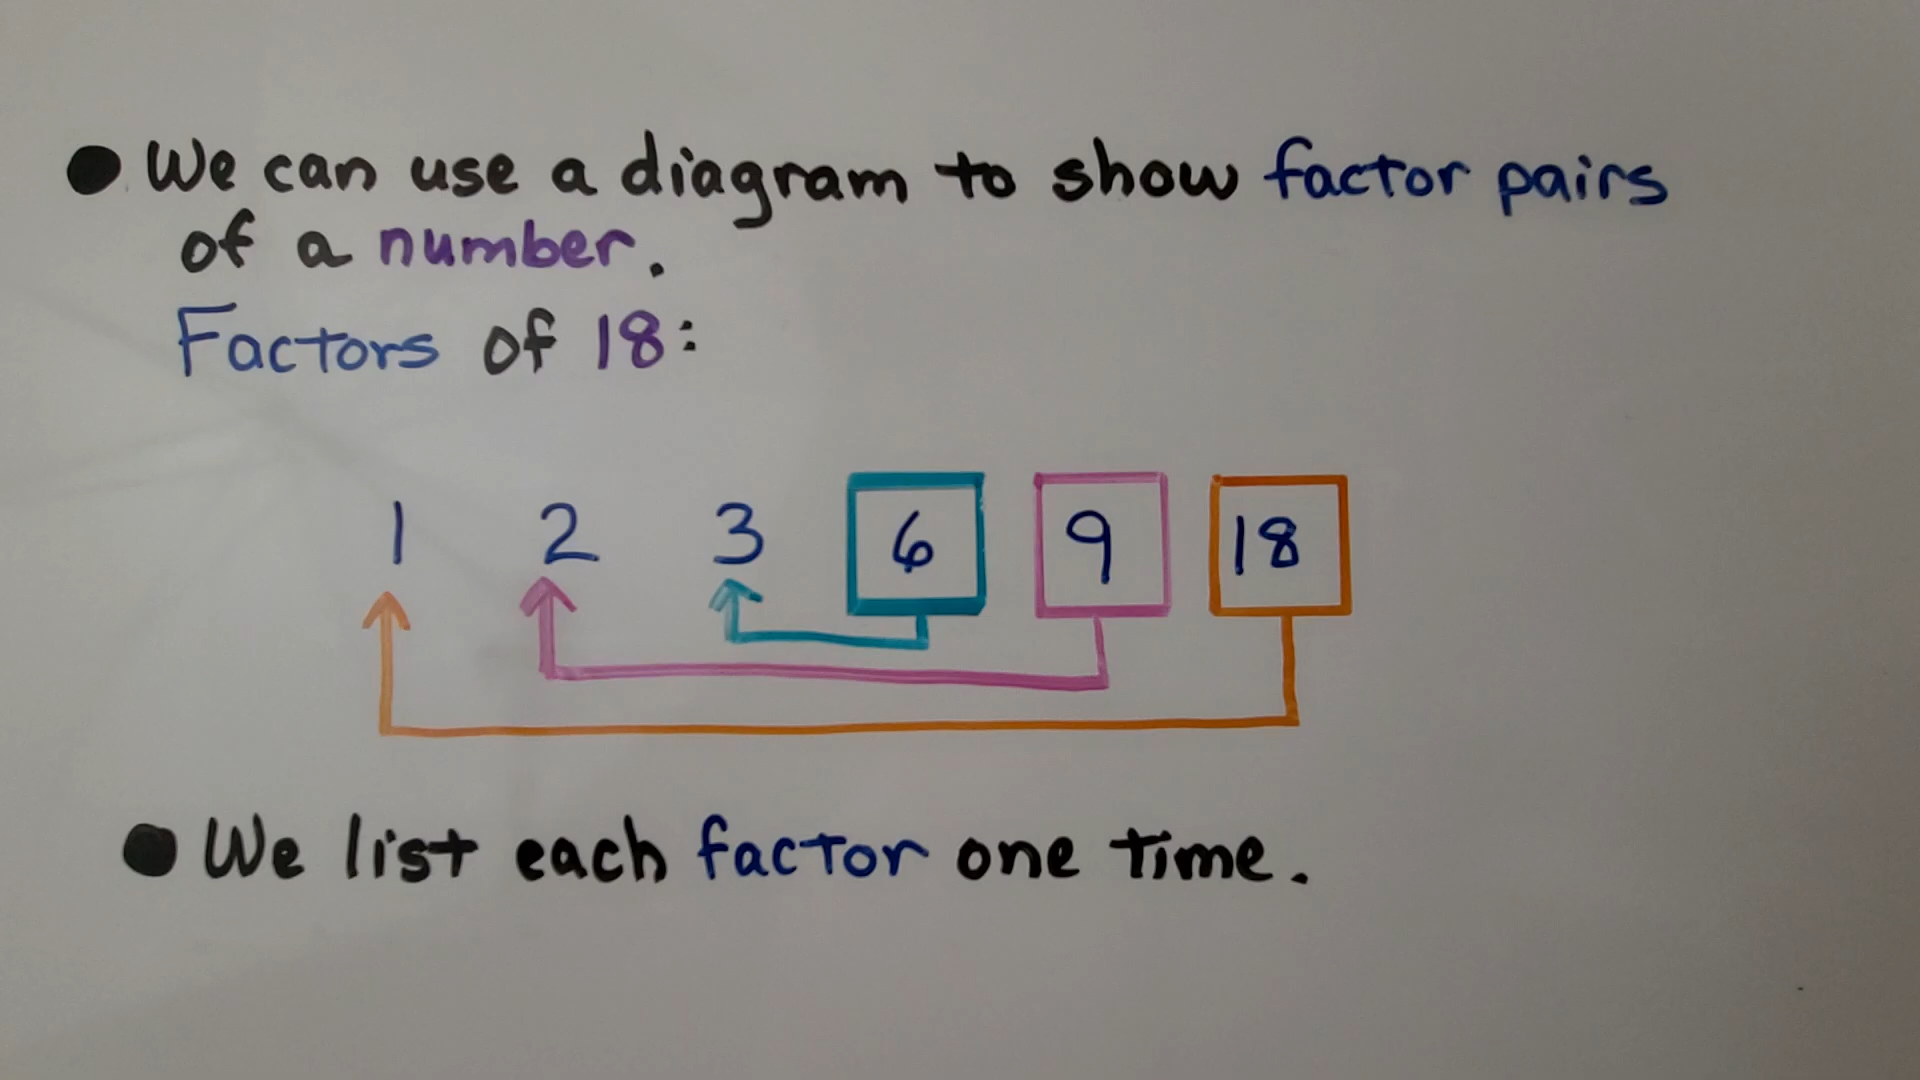 ● We can use a diagram to show factor pairs
of a number.
Factors of 18:
1 2 3 6 9 18
● We list each factor one time.